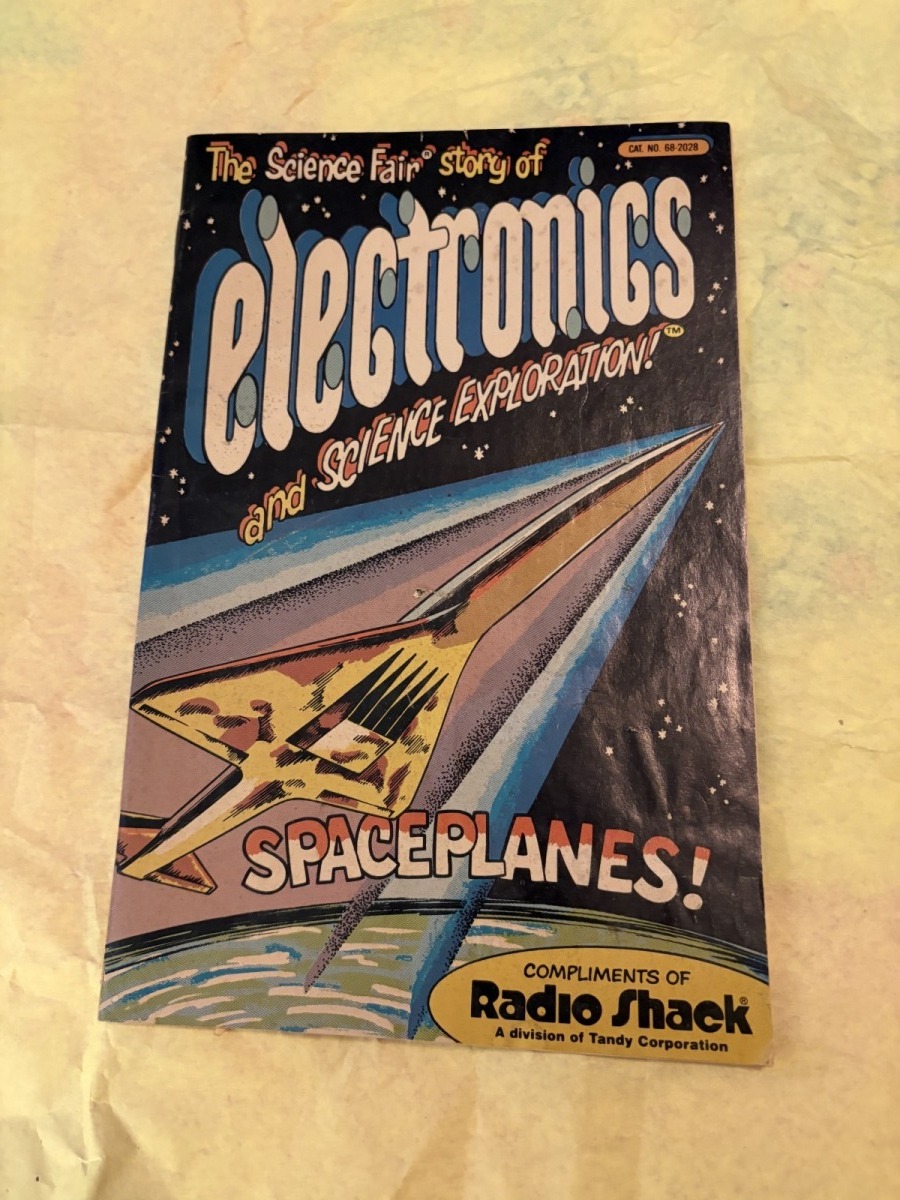 The Science Fair® story of
CAT. NO. 68-2028
electronics
and SCIENCE EXPLORATION!™
SPACEPLANES!
COMPLIMENTS OF
Radio Shack®
A division of Tandy Corporation